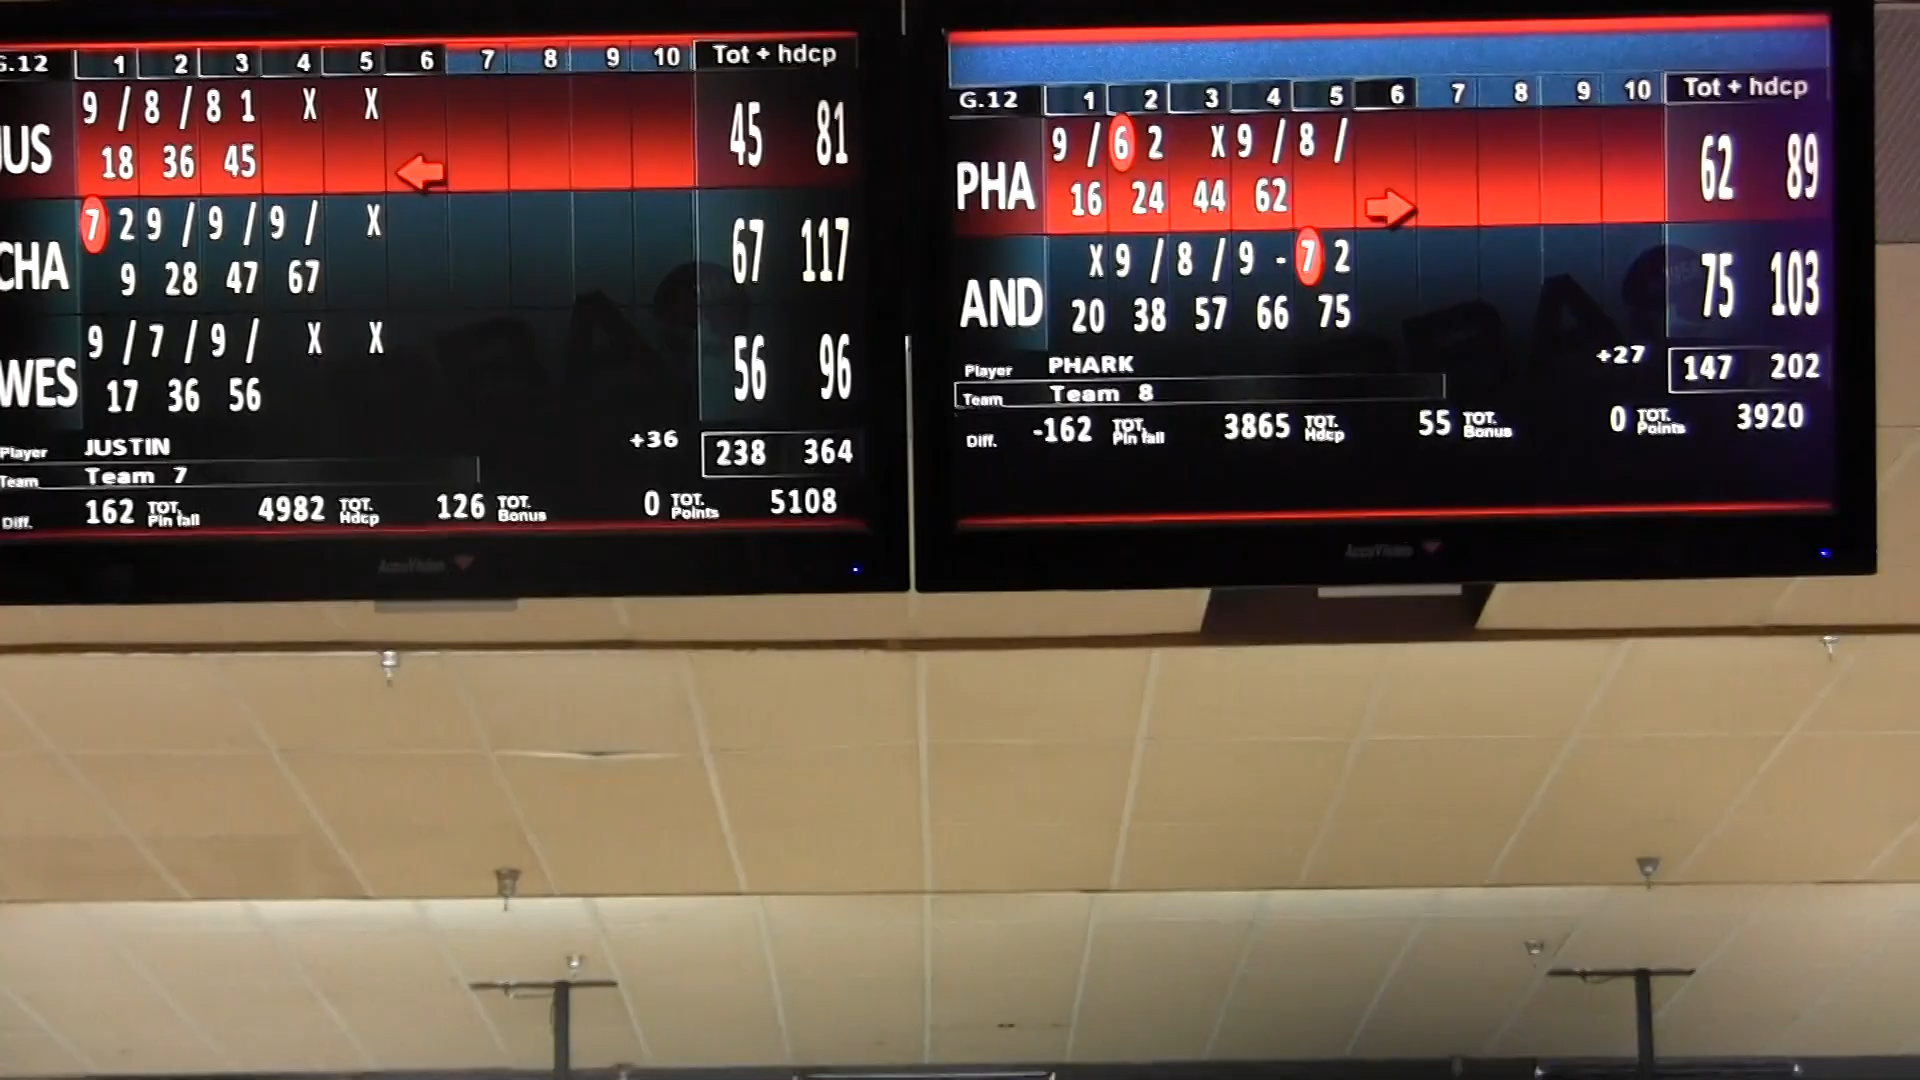 G.12 1 2 3 4 5 6 7 8 9 10 Tot + hdcp
JUS 9 / 8 / 8 1 X X 45 81
18 36 45
CHA 7 2 9 / 9 / 9 / X 67 117
9 28 47 67
WES 9 / 7 / 9 / X X 56 96
17 36 56
Player JUSTIN +36 238 364
Team Team 7
Diff. 162 TOT. Pin fall 4982 TOT. Hdcp 126 TOT. Bonus 0 TOT. Points 5108
AccuVision
G.12 1 2 3 4 5 6 7 8 9 10 Tot + hdcp
PHA 9 / 6 2 X 9 / 8 / 62 89
16 24 44 62
AND X 9 / 8 / 9 - 7 2 75 103
20 38 57 66 75
Player PHARK +27 147 202
Team Team 8
Diff. -162 TOT. Pin fall 3865 TOT. Hdcp 55 TOT. Bonus 0 TOT. Points 3920
AccuVision